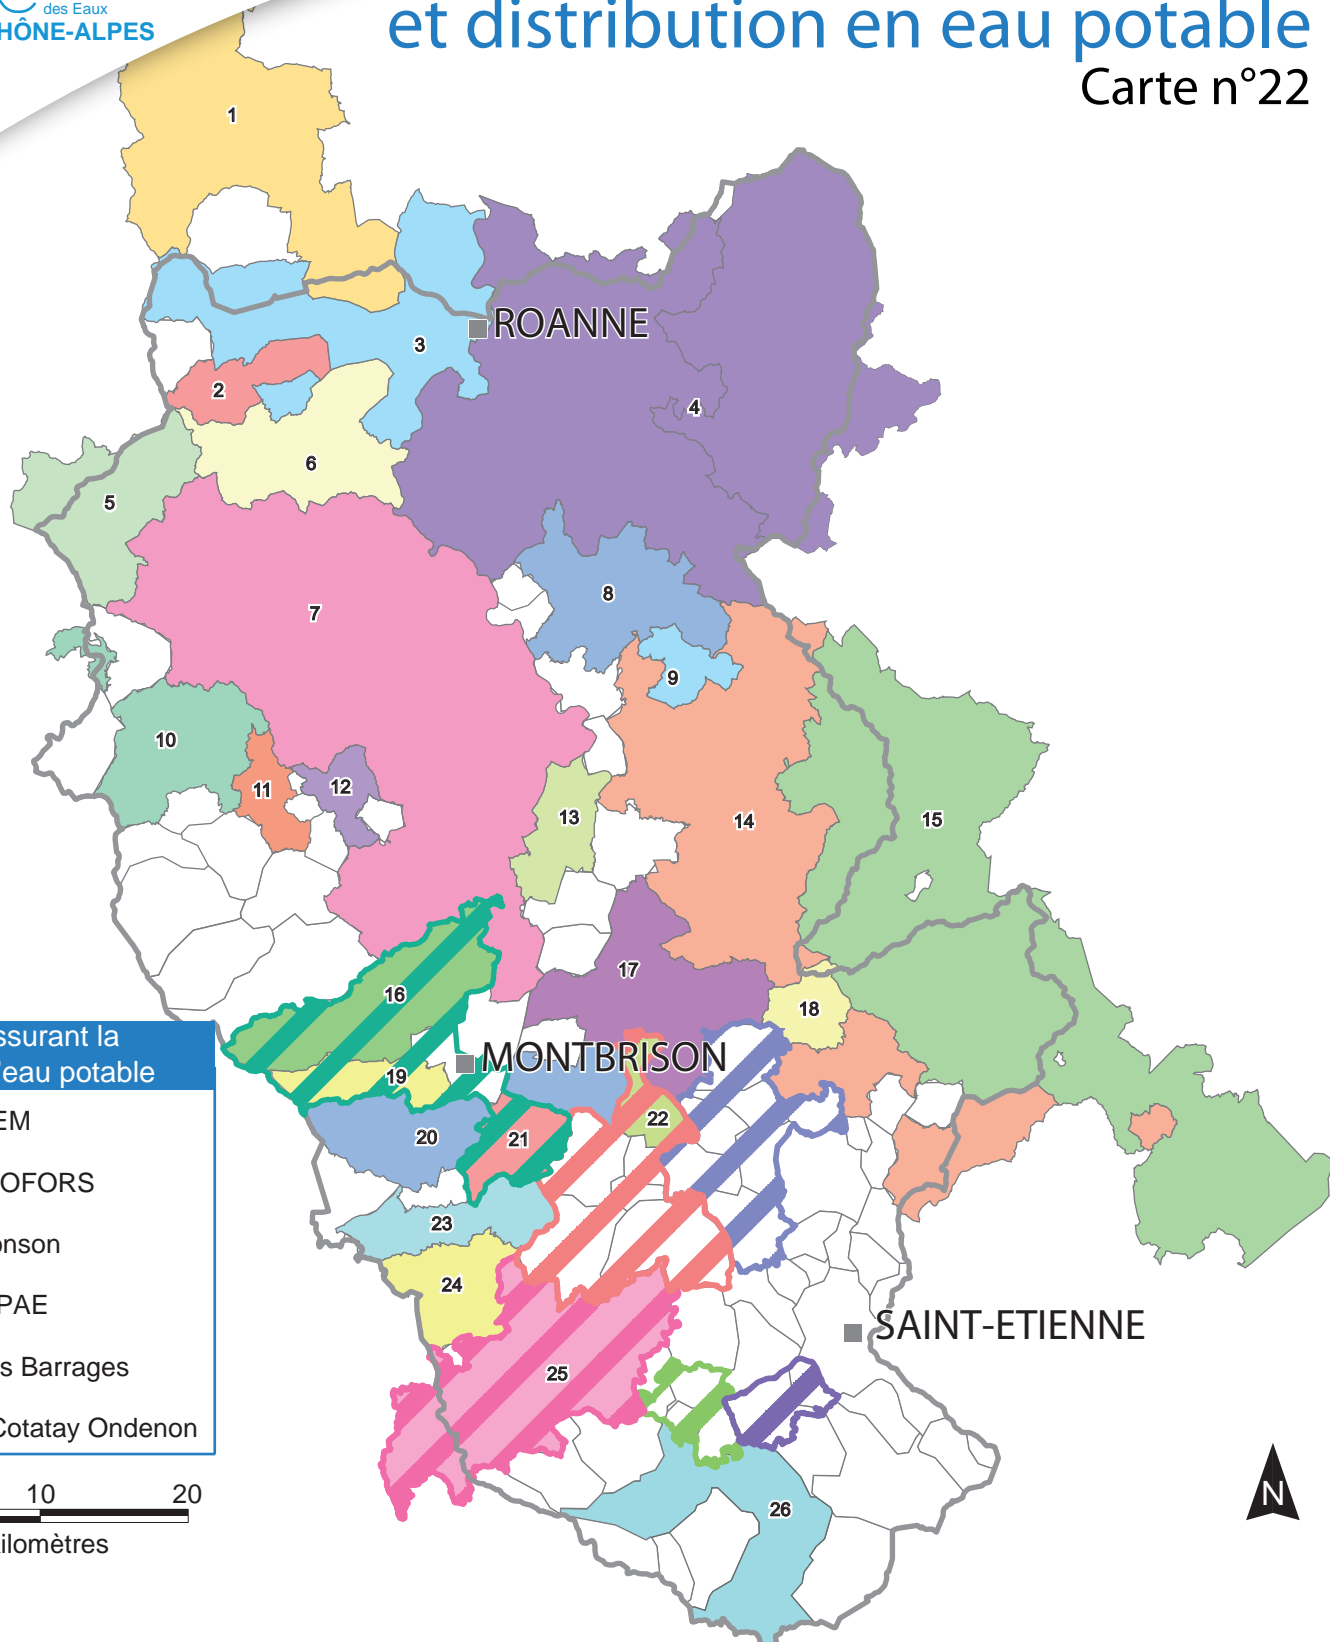 des Eaux
HÔNE-ALPES
et distribution en eau potable
Carte n°22
1
ROANNE
3
2
4
6
5
8
7
9
10
11
12
13
14
15
17
16
18
ssurant la
'eau potable
MONTBRISON
19
EM
22
20
21
OFORS
23
onson
24
PAE
SAINT-ETIENNE
s Barrages
25
Cotatay Ondenon
10
20
26
N
ilomètres